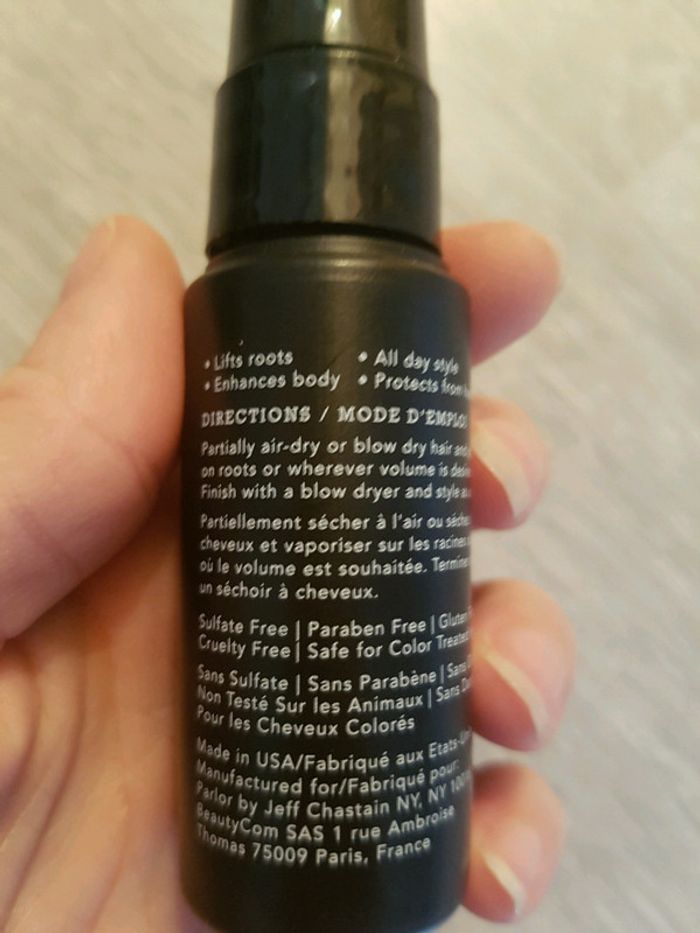 • Lifts roots • All day style
• Enhances body • Protects from
DIRECTIONS / MODE D'EMPLOI
Partially air-dry or blow dry hair and
on roots or wherever volume is
Finish with a blow dryer and style
Partiellement sécher à l'air ou
cheveux et vaporiser sur les racines
où le volume est souhaitée.
un séchoir à cheveux.
Sulfate Free | Paraben Free | Gluten
Cruelty Free | Safe for Color Treated
Sans Sulfate | Sans Parabène | Sans
Non Testé Sur les Animaux | Sans
Pour les Cheveux Colorés
Made in USA/Fabriqué aux
Manufactured for/Fabriqué pour:
Parlor by Jeff Chastain NY, NY
BeautyCom SAS 1 rue Ambroise
Thomas 75009 Paris, France